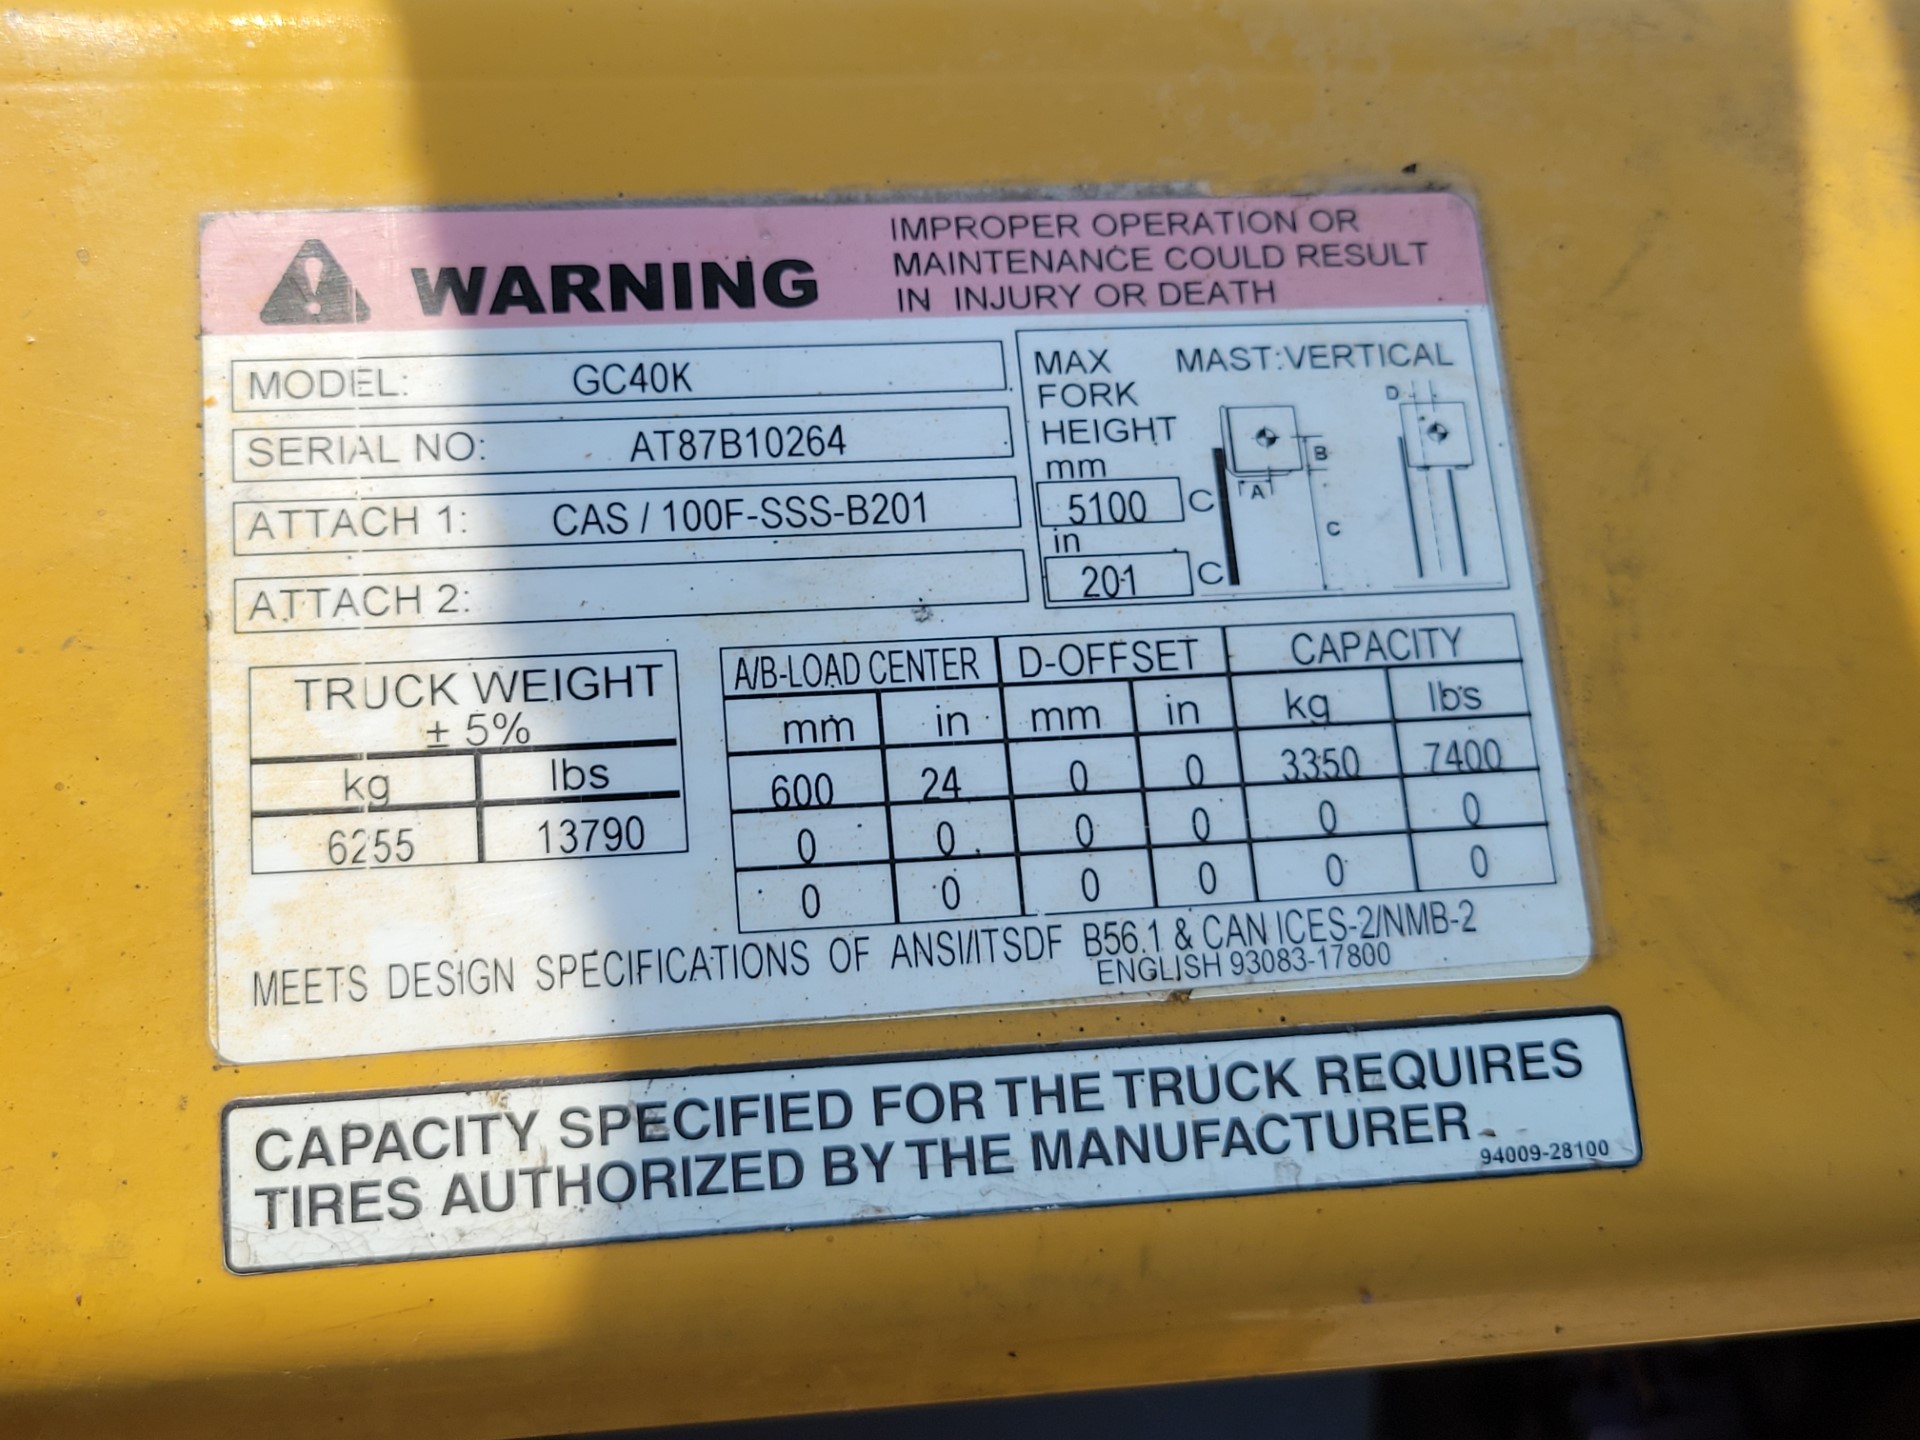 WARNING
IMPROPER OPERATION OR
MAINTENANCE COULD RESULT
IN INJURY OR DEATH
MODEL: GC40K
SERIAL NO: AT87B10264
ATTACH 1: CAS / 100F-SSS-B201
ATTACH 2:
MAX
FORK
HEIGHT
mm
5100 C
in
201 C
MAST:VERTICAL
D
B
A
C
TRUCK WEIGHT
± 5%
kg lbs
6255 13790
A/B-LOAD CENTER D-OFFSET CAPACITY
mm in mm in kg lbs
600 24 0 0 3350 7400
0 0 0 0 0 0
0 0 0 0 0 0
MEETS DESIGN SPECIFICATIONS OF ANSI/ITSDF B56.1 & CAN ICES-2/NMB-2
ENGLISH 93083-17800
CAPACITY SPECIFIED FOR THE TRUCK REQUIRES
TIRES AUTHORIZED BY THE MANUFACTURER
94009-28100